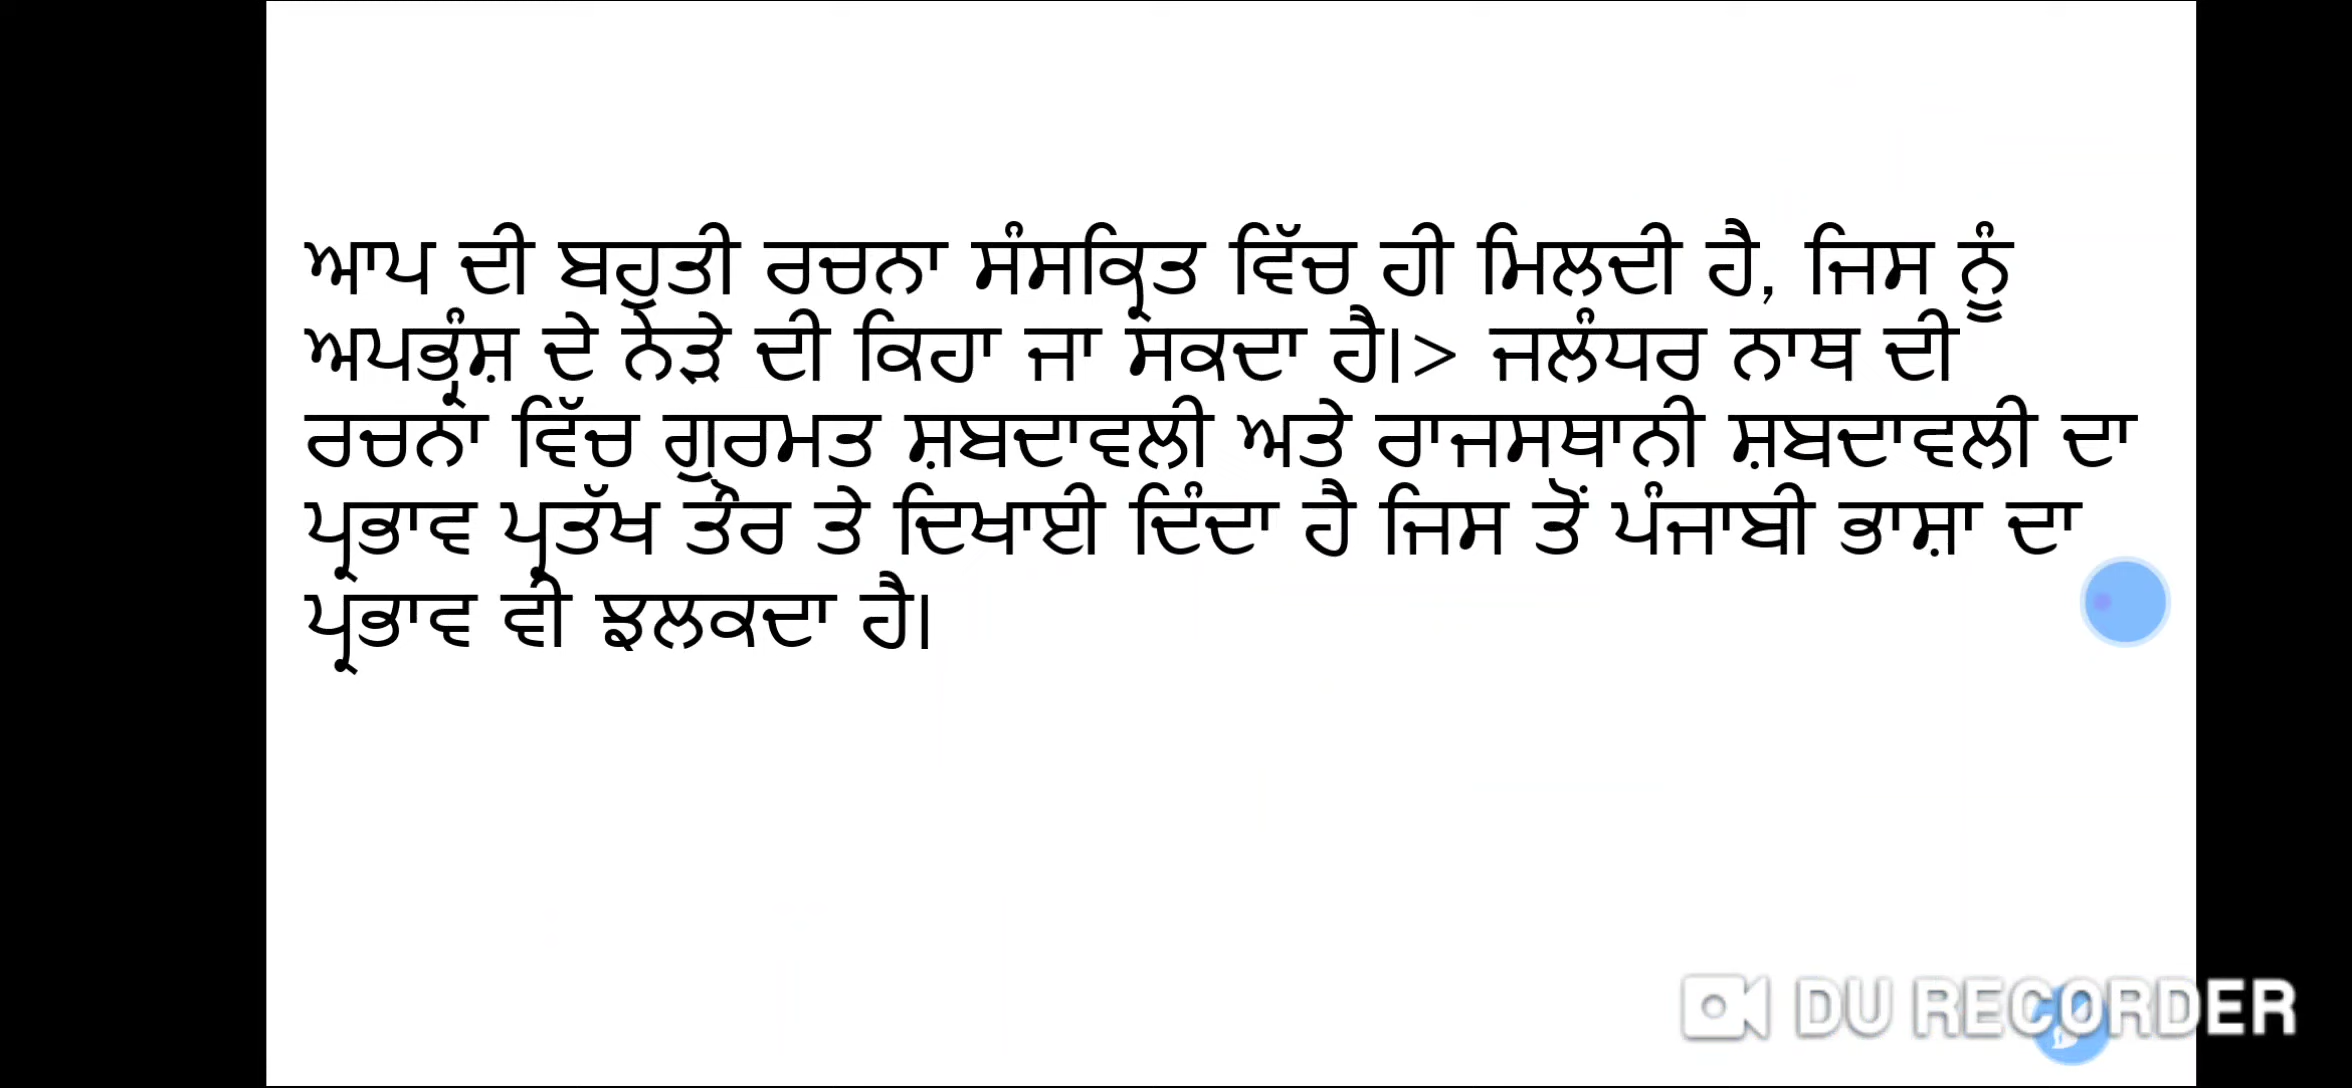 ਆਪ ਦੀ ਬਹੁਤੀ ਰਚਨਾ ਸੰਸਕ੍ਰਿਤ ਵਿੱਚ ਹੀ ਮਿਲਦੀ ਹੈ, ਜਿਸ ਨੂੰ
ਅਪਭ੍ਰੰਸ਼ ਦੇ ਨੇੜੇ ਦੀ ਕਿਹਾ ਜਾ ਸਕਦਾ ਹੈ।> ਜਲੰਧਰ ਨਾਥ ਦੀ
ਰਚਨਾ ਵਿੱਚ ਗੁਰਮਤ ਸ਼ਬਦਾਵਲੀ ਅਤੇ ਰਾਜਸਥਾਨੀ ਸ਼ਬਦਾਵਲੀ ਦਾ
ਪ੍ਰਭਾਵ ਪ੍ਰਤੱਖ ਤੌਰ ਤੇ ਦਿਖਾਈ ਦਿੰਦਾ ਹੈ ਜਿਸ ਤੋਂ ਪੰਜਾਬੀ ਭਾਸ਼ਾ ਦਾ
ਪ੍ਰਭਾਵ ਵੀ ਝਲਕਦਾ ਹੈ।
DU RECORDER